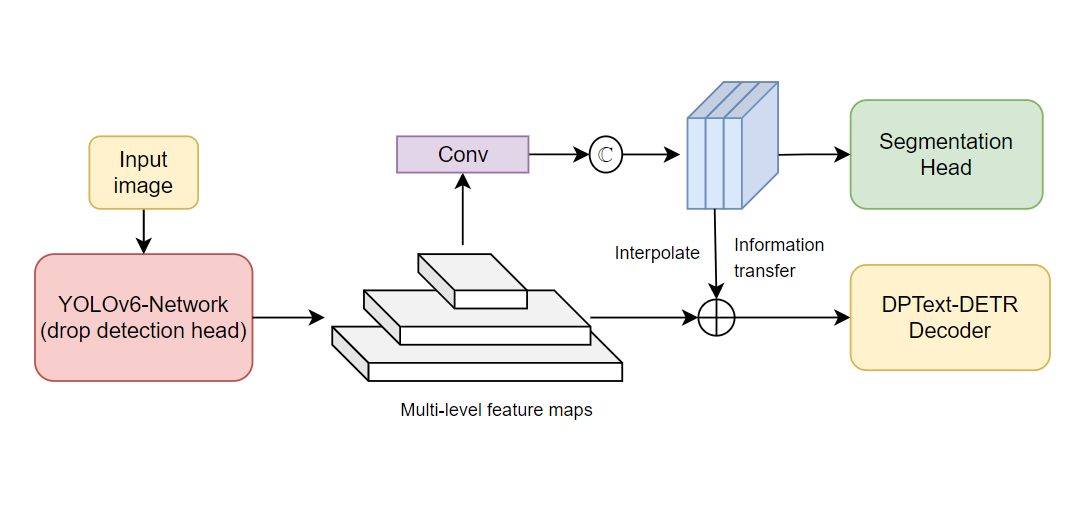 Input
image
YOLOv6-Network
(drop detection head)
Conv
ℂ
Segmentation
Head
Interpolate
Information
transfer
DPText-DETR
Decoder
Multi-level feature maps